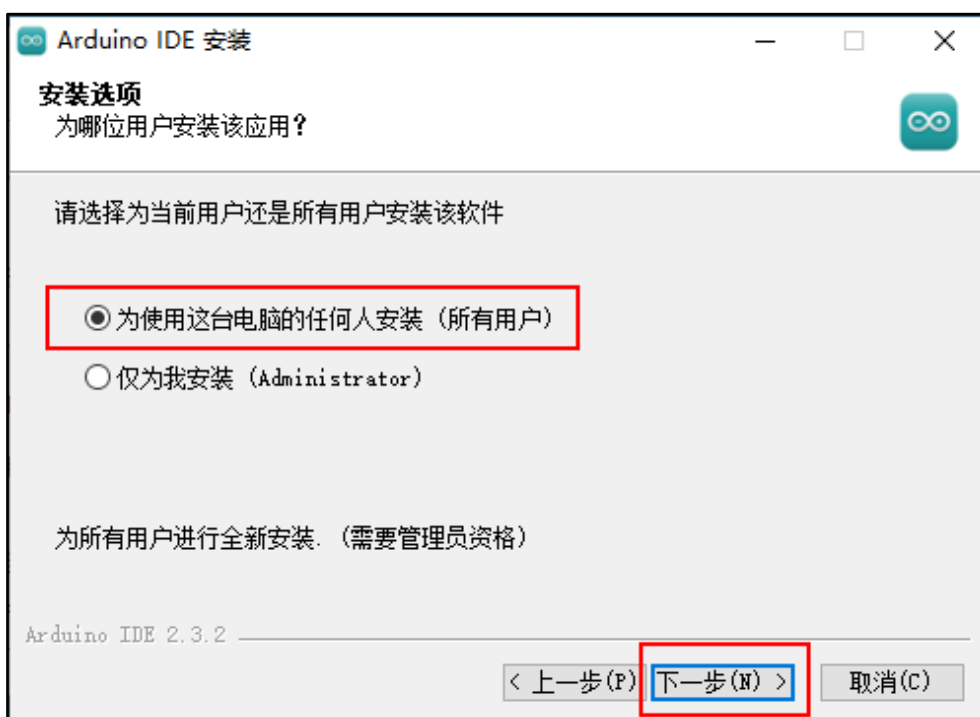 Arduino IDE 安装
安装选项
为哪位用户安装该应用?
请选择为当前用户还是所有用户安装该软件
为使用这台电脑的任何人安装 (所有用户)
仅为我安装 (Administrator)
为所有用户进行全新安装. (需要管理员资格)
Arduino IDE 2.3.2
< 上一步(P) 下一步(N) > 取消(C)